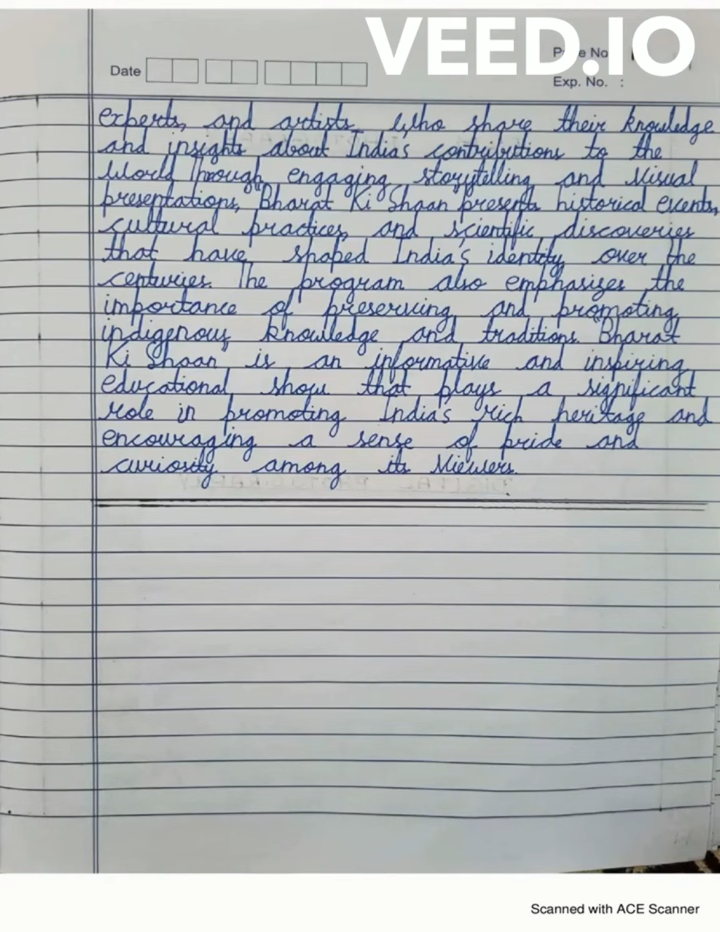 VEED.IO
Date
Exp. No. :
experts, and artists who share their knowledge
and insights about India's contributions to the
World Through engaging storytelling and Visual
presentations, Bharat Ki Shaan presents historical events,
cultural practices, and scientific discoveries
that have shaped India's identity over the
centuries. The program also emphasizes the
importance of preserving and promoting
indigenous knowledge and traditions. Bharat
Ki Shaan is an informative and inspiring
educational show that plays a significant
role in promoting India's rich heritage and
encouraging a sense of pride and
curiosity among its Viewers.
Scanned with ACE Scanner